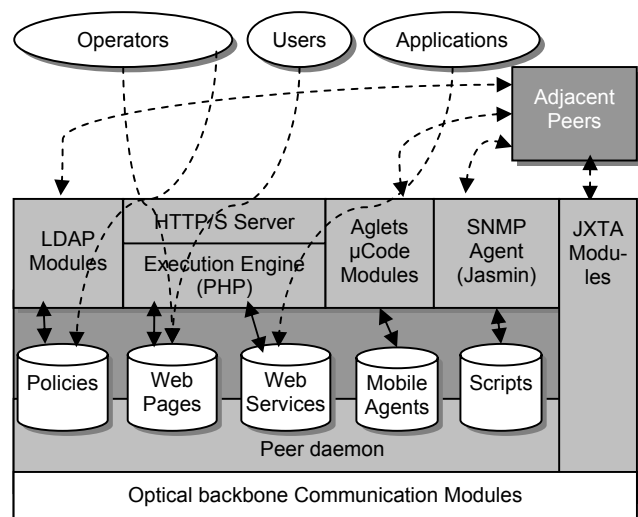 Operators
Users
Applications
Adjacent
Peers
LDAP
Modules
HTTP/S Server
Execution Engine
(PHP)
Aglets
µCode
Modules
SNMP
Agent
(Jasmin)
JXTA
Modu-
les
Policies
Web
Pages
Web
Services
Mobile
Agents
Scripts
Peer daemon
Optical backbone Communication Modules